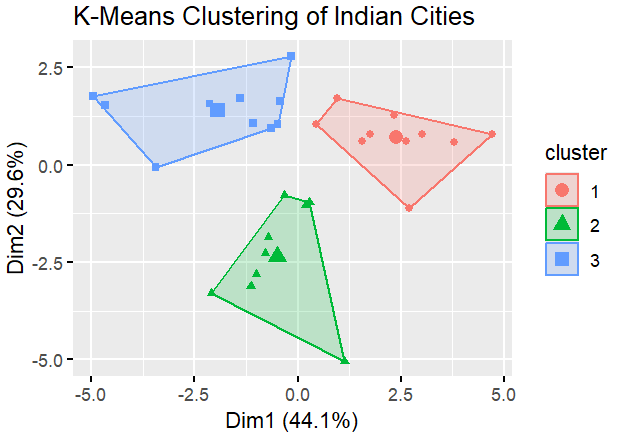 K-Means Clustering of Indian Cities
2.5
0.0
-2.5
-5.0
Dim2 (29.6%)
-5.0 -2.5 0.0 2.5 5.0
Dim1 (44.1%)
cluster
1
2
3